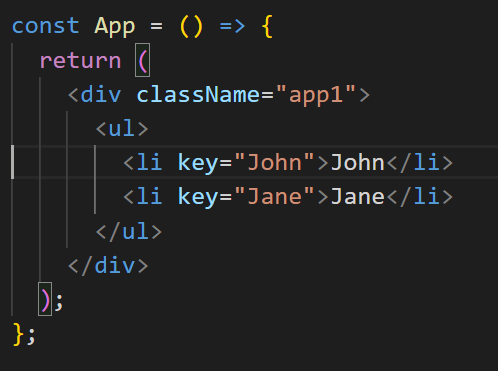 const App = () => {
  return (
    <div className="app1">
      <ul>
        <li key="John">John</li>
        <li key="Jane">Jane</li>
      </ul>
    </div>
  );
};